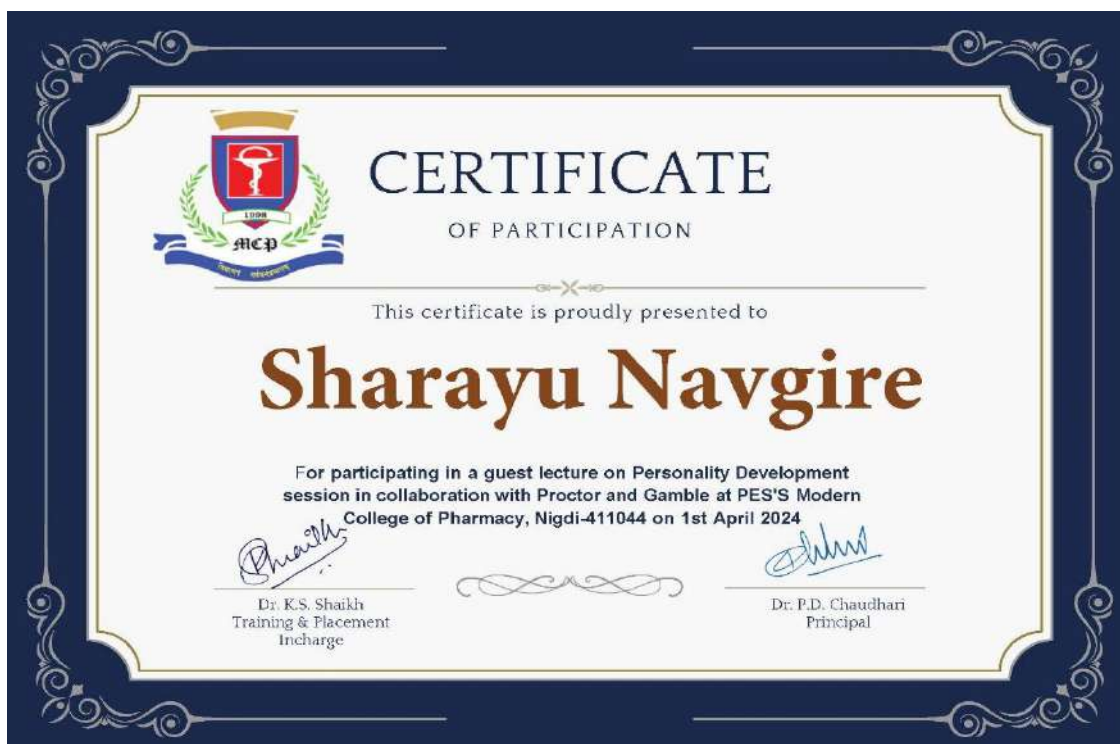 CERTIFICATE
OF PARTICIPATION
MCP
This certificate is proudly presented to
Sharayu Navgire
For participating in a guest lecture on Personality Development
session in collaboration with Proctor and Gamble at PES'S Modern
College of Pharmacy, Nigdi-411044 on 1st April 2024
Dr. K.S. Shaikh
Training & Placement
Incharge
Dr. P.D. Chaudhari
Principal